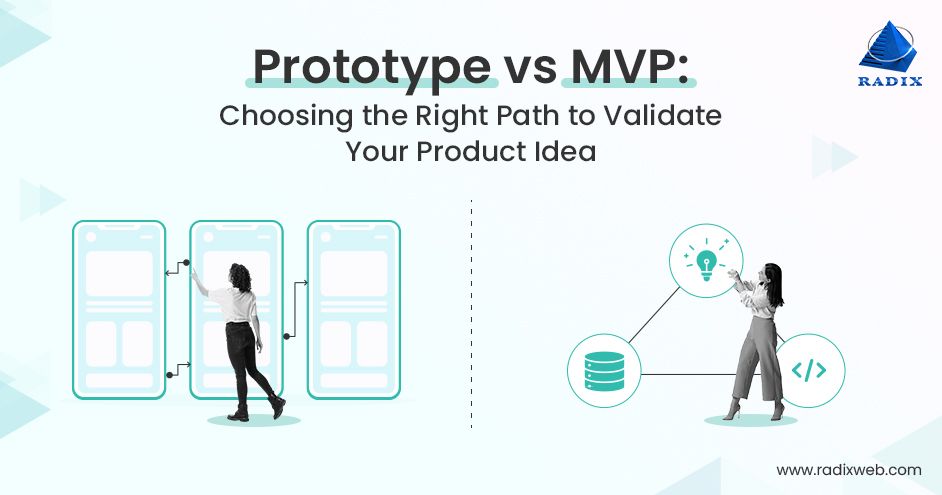 Prototype vs MVP:
Choosing the Right Path to Validate
Your Product Idea
RADIX
</>
www.radixweb.com